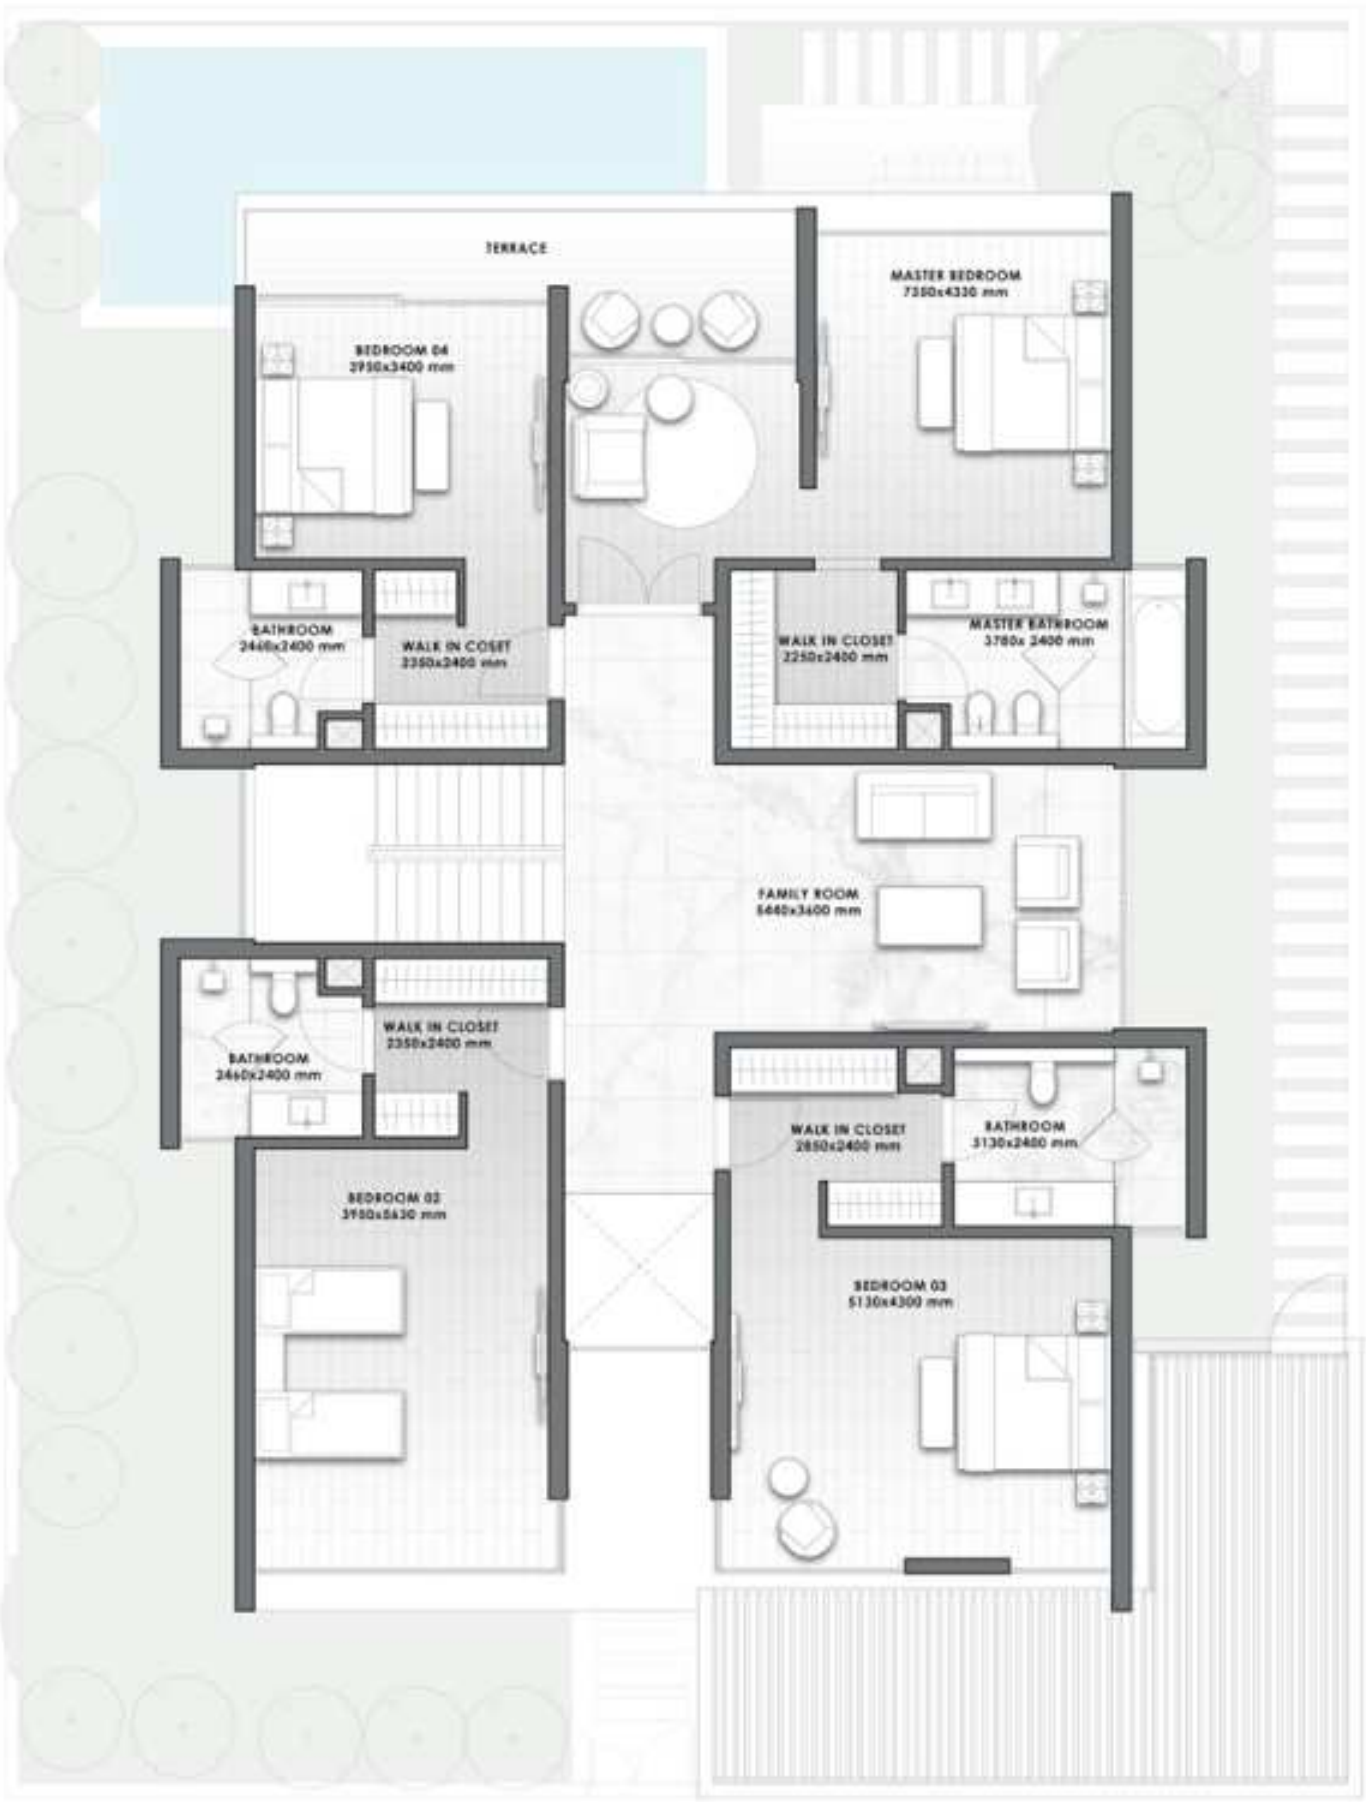 TERRACE
MASTER BEDROOM
7350x4330 mm
BEDROOM 04
3950x3400 mm
BATHROOM
2460x2400 mm
WALK IN COSET
2350x2400 mm
WALK IN CLOSET
2250x2400 mm
MASTER BATHROOM
3780x 2400 mm
FAMILY ROOM
5440x3600 mm
WALK IN CLOSET
2350x2400 mm
BATHROOM
2460x2400 mm
WALK IN CLOSET
2850x2400 mm
BATHROOM
3130x2400 mm
BEDROOM 02
3950x5630 mm
BEDROOM 03
5130x4300 mm